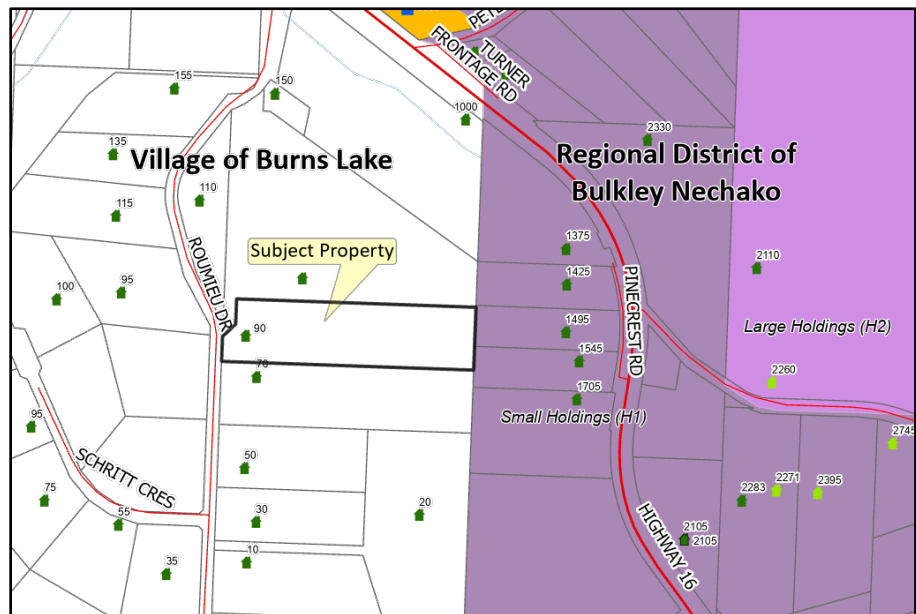 PETE
TURNER
FRONTAGE RD
155
150
1000
2330
135
Village of Burns Lake
Regional District of
Bulkley Nechako
110
115
ROUMIEU DR
Subject Property
1375
2110
1425
95
100
PINECREST RD
Large Holdings (H2)
90
1495
1545
70
2260
1705
Small Holdings (H1)
95
2745
50
SCHRITT CRES
75
2283
2271
2395
55
30
20
HIGHWAY 16
2105
2105
35
10